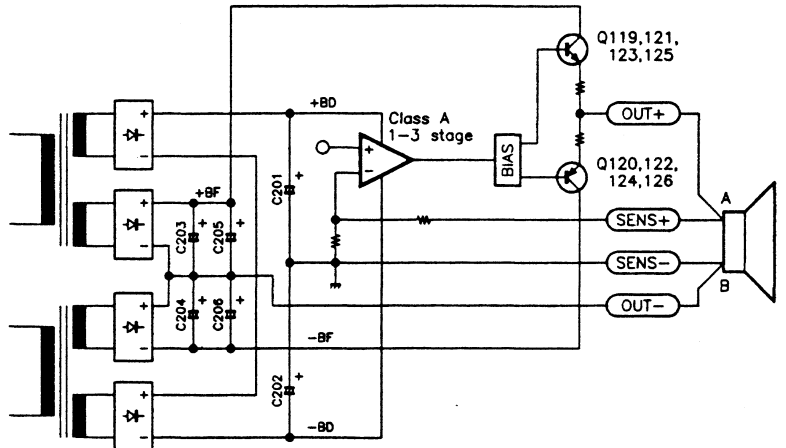 Q119,121,
123,125
+BD
Class A
1-3 stage
OUT+
+
-
+
-
BIAS
Q120,122,
124,126
C201
+
+BF
+
-
C203
+
C205
+
A
SENS+
SENS-
B
OUT-
C204
+
C206
+
+
-
-BF
C202
+
+
-
-BD